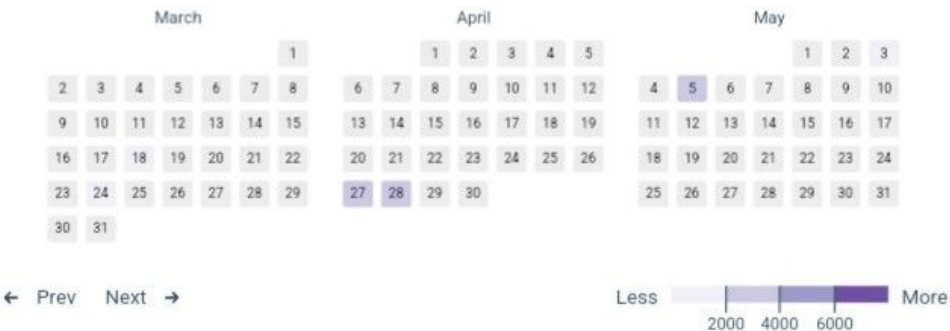 March April May
1 1 2 3 4 5 1 2 3
2 3 4 5 6 7 8 6 7 8 9 10 11 12 4 5 6 7 8 9 10
9 10 11 12 13 14 15 13 14 15 16 17 18 19 11 12 13 14 15 16 17
16 17 18 19 20 21 22 20 21 22 23 24 25 26 18 19 20 21 22 23 24
23 24 25 26 27 28 29 27 28 29 30 25 26 27 28 29 30 31
30 31
← Prev Next → Less More
2000 4000 6000